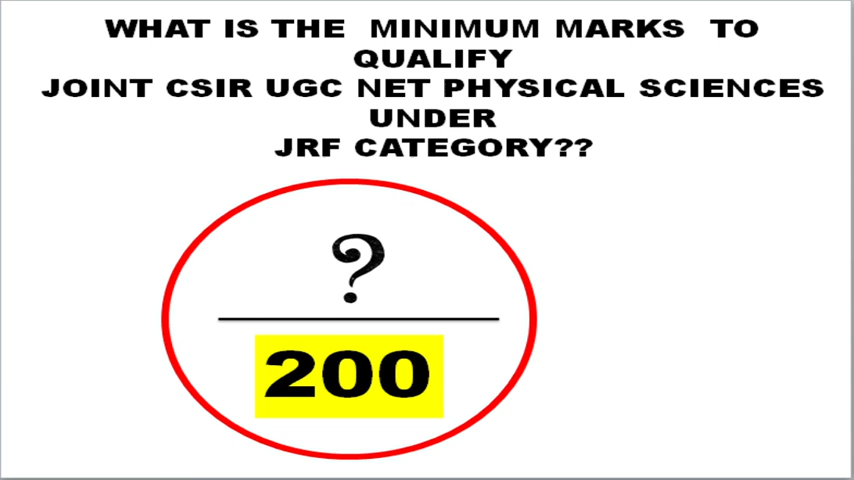 WHAT IS THE MINIMUM MARKS TO
QUALIFY
JOINT CSIR UGC NET PHYSICAL SCIENCES
UNDER
JRF CATEGORY??
?
200